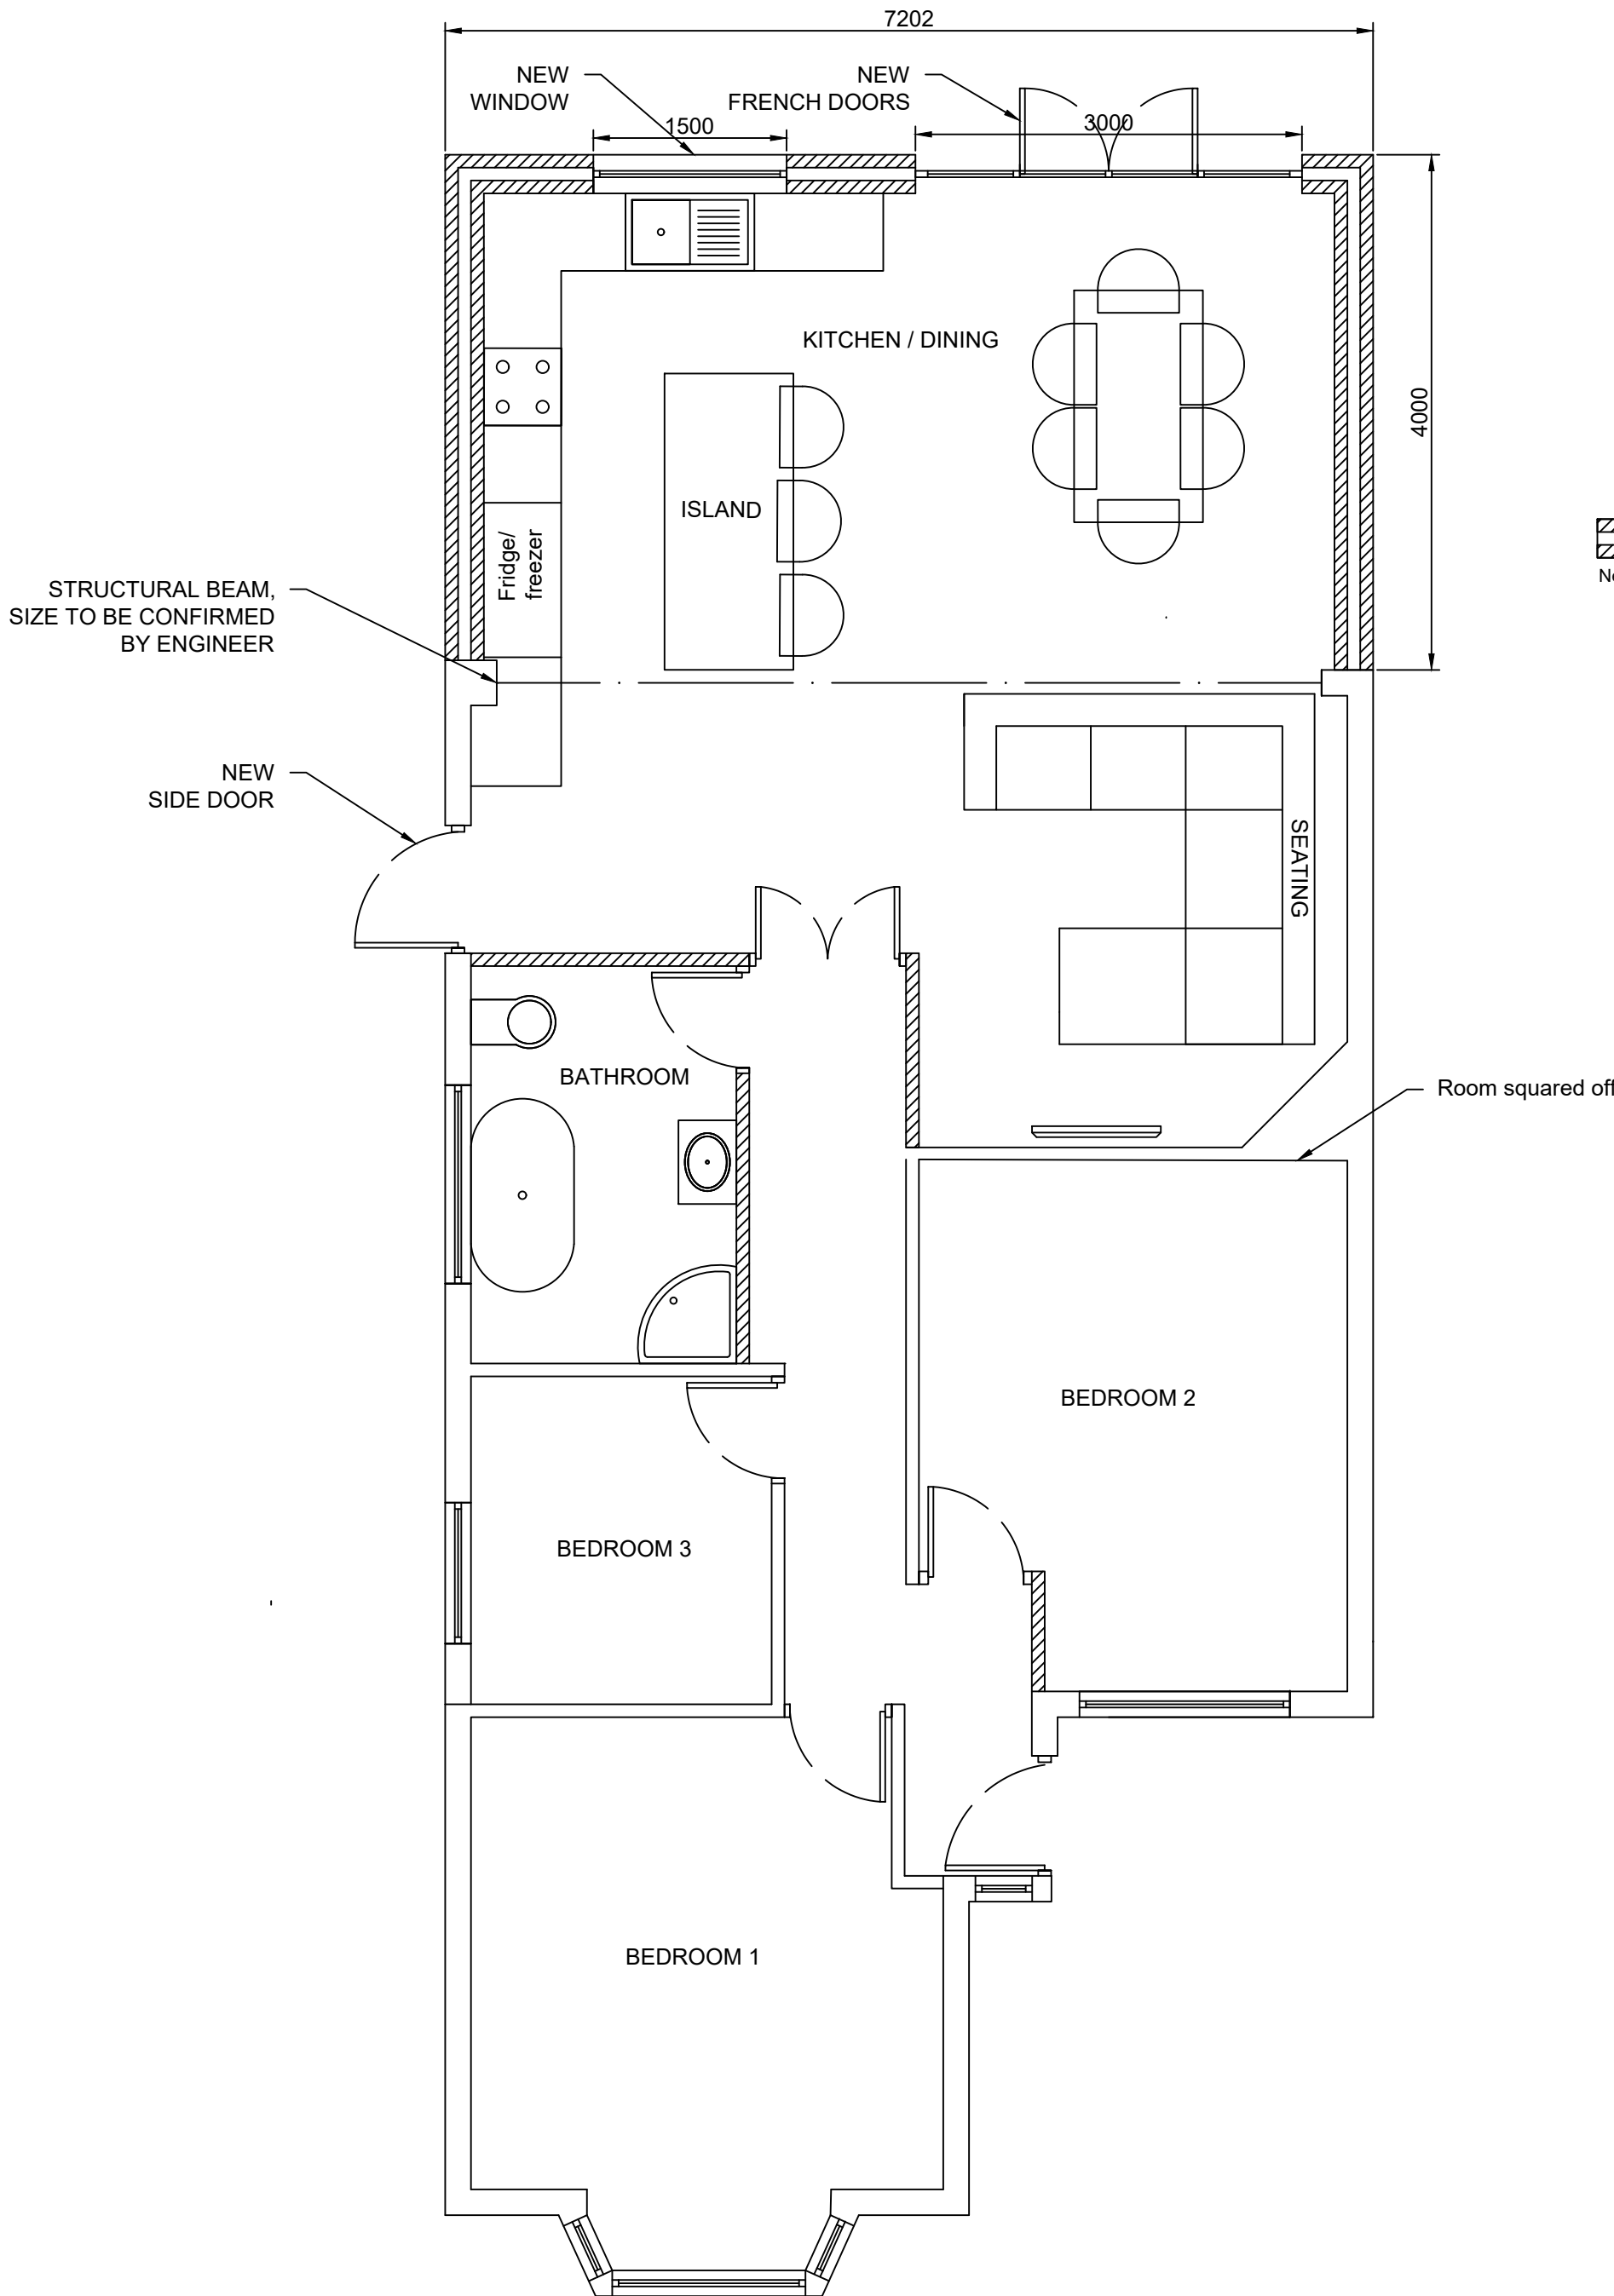 7202
NEW
WINDOW
NEW
FRENCH DOORS
1500
3000
KITCHEN / DINING
4000
ISLAND
Fridge/
freezer
STRUCTURAL BEAM,
SIZE TO BE CONFIRMED
BY ENGINEER
NEW
SIDE DOOR
SEATING
BATHROOM
Room squared off
BEDROOM 2
BEDROOM 3
BEDROOM 1